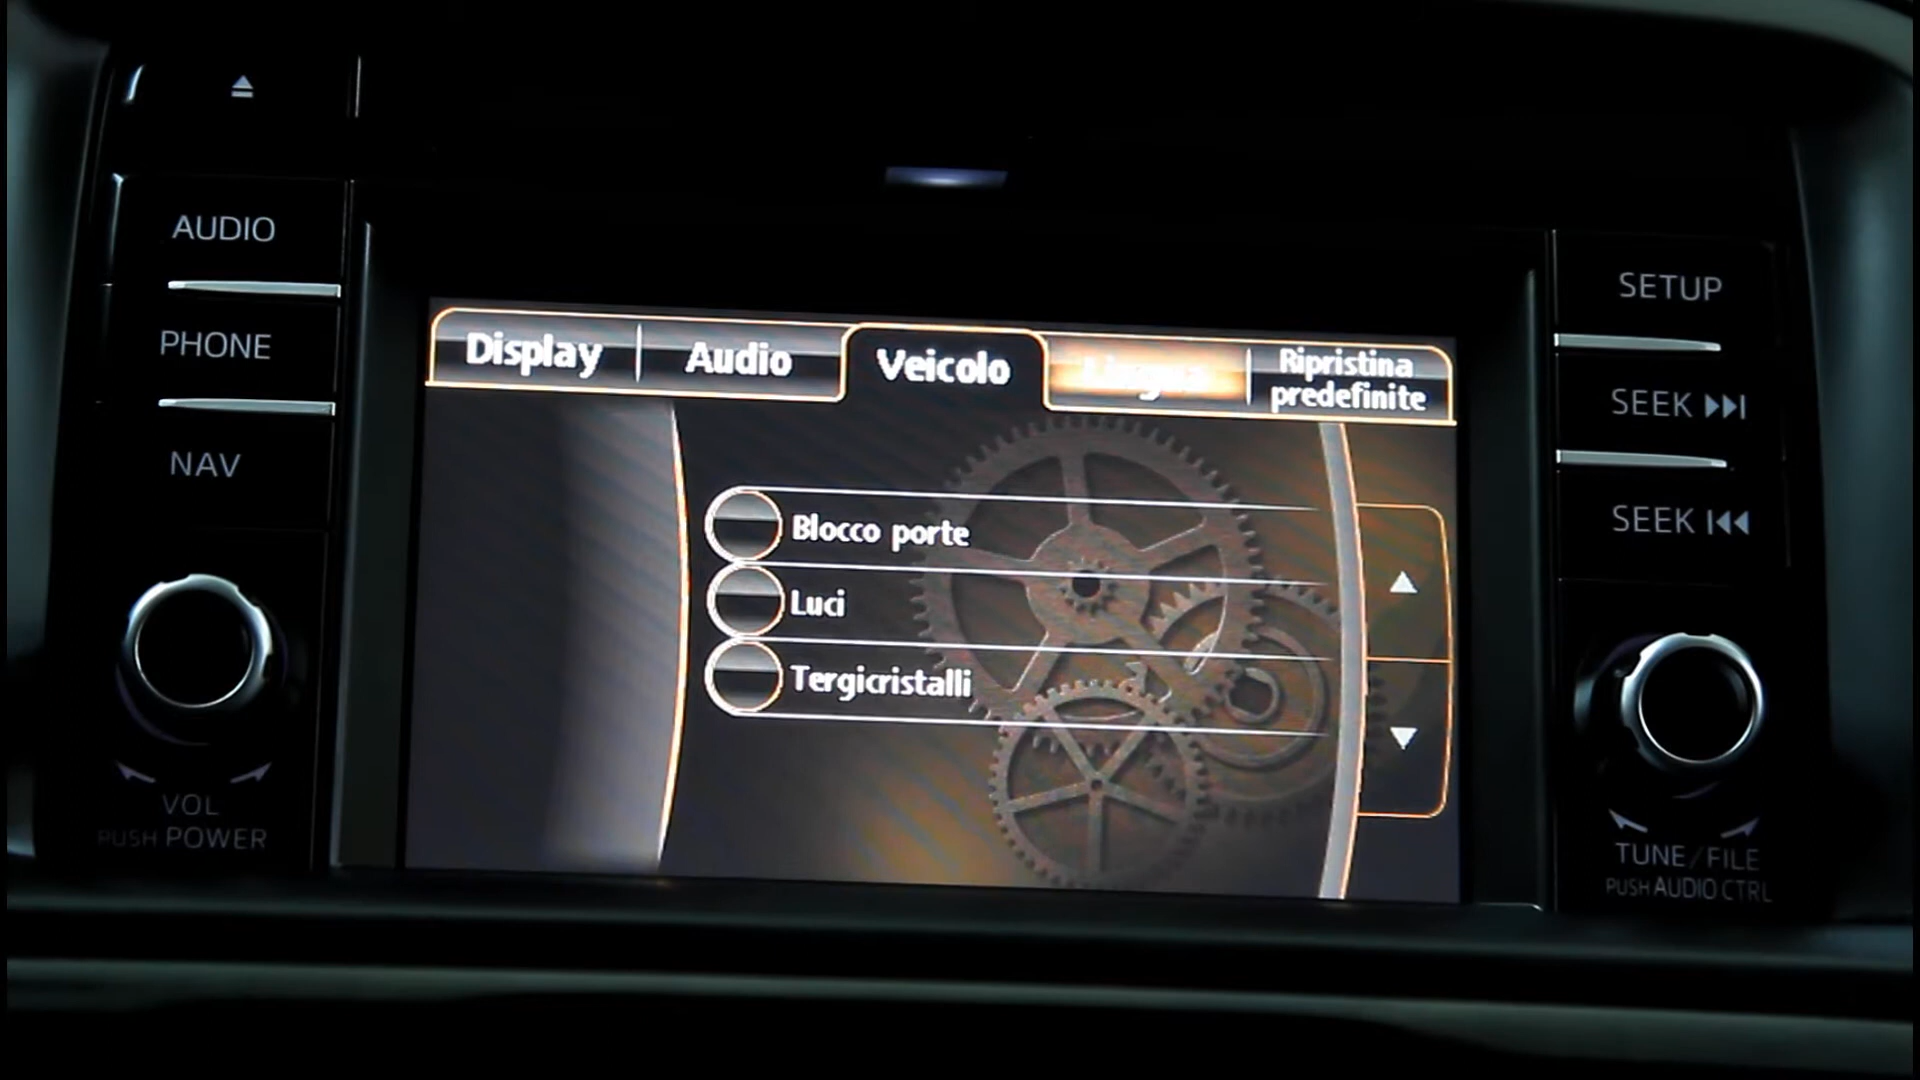 AUDIO
PHONE
NAV
VOL
PUSH POWER
Display
Audio
Veicolo
Lingua
Ripristina
predefinite
Blocco porte
Luci
Tergicristalli
SETUP
SEEK
SEEK
TUNE/FILE
PUSH AUDIO CTRL